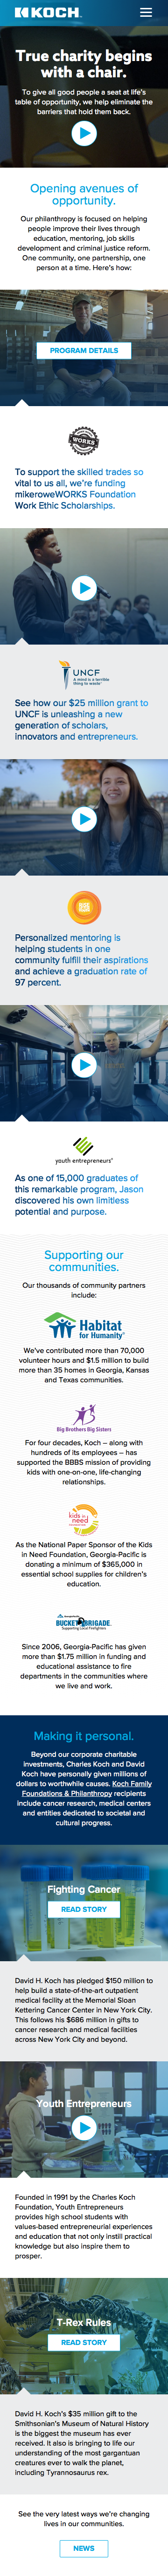 KOCH
True charity begins
with a chair.
To give all good people a seat at life's
table of opportunity, we help eliminate the
barriers that hold them back.
Opening avenues of
opportunity.
Our philanthropy is focused on helping
people improve their lives through
education, mentoring, job skills
development and criminal justice reform.
One community, one partnership, one
person at a time. Here's how:
PROGRAM DETAILS
WORKS
To support the skilled trades so
vital to us all, we're funding
mikeroweWORKS Foundation
Work Ethic Scholarships.
UNCF
A mind is a terrible
thing to waste
See how our $25 million grant to
UNCF is unleashing a new
generation of scholars,
innovators and entrepreneurs.
Personalized mentoring is
helping students in one
community fulfill their aspirations
and achieve a graduation rate of
97 percent.
youth entrepreneurs
As one of 15,000 graduates of
this remarkable program, Jason
discovered his own limitless
potential and purpose.
Supporting our
communities.
Our thousands of community partners
include:
Habitat
for Humanity
We've contributed more than 70,000
volunteer hours and $1.5 million to build
more than 35 homes in Georgia, Kansas
and Texas communities.
Big Brothers Big Sisters
For four decades, Koch – along with
hundreds of its employees – has
supported the BBBS mission of providing
kids with one-on-one, life-changing
relationships.
kids in
need
As the National Paper Sponsor of the Kids
in Need Foundation, Georgia-Pacific is
donating a minimum of $365,000 in
essential school supplies for children's
education.
BUCKET BRIGADE
Supporting Local Firefighters
Since 2006, Georgia-Pacific has given
more than $1.75 million in funding and
educational assistance to fire
departments in the communities where
we live and work.
Making it personal.
Beyond our corporate charitable
investments, Charles Koch and David
Koch have personally given millions of
dollars to worthwhile causes. Koch Family
Foundations & Philanthropy recipients
include cancer research, medical centers
and entities dedicated to societal and
cultural progress.
Fighting Cancer
READ STORY
David H. Koch has pledged $150 million to
help build a state-of-the-art outpatient
medical facility at the Memorial Sloan
Kettering Cancer Center in New York City.
This follows his $686 million in gifts to
cancer research and medical facilities
across New York City and beyond.
Youth Entrepreneurs
Founded in 1991 by the Charles Koch
Foundation, Youth Entrepreneurs
provides high school students with
values-based entrepreneurial experiences
and education that not only instill practical
knowledge but also inspire them to
prosper.
T-Rex Rules
READ STORY
David H. Koch's $35 million gift to the
Smithsonian's Museum of Natural History
is the biggest the museum has ever
received. It also is bringing to life our
understanding of the most gargantuan
creatures ever to walk the planet,
including Tyrannosaurus rex.
See the very latest ways we're changing
lives in our communities.
NEWS